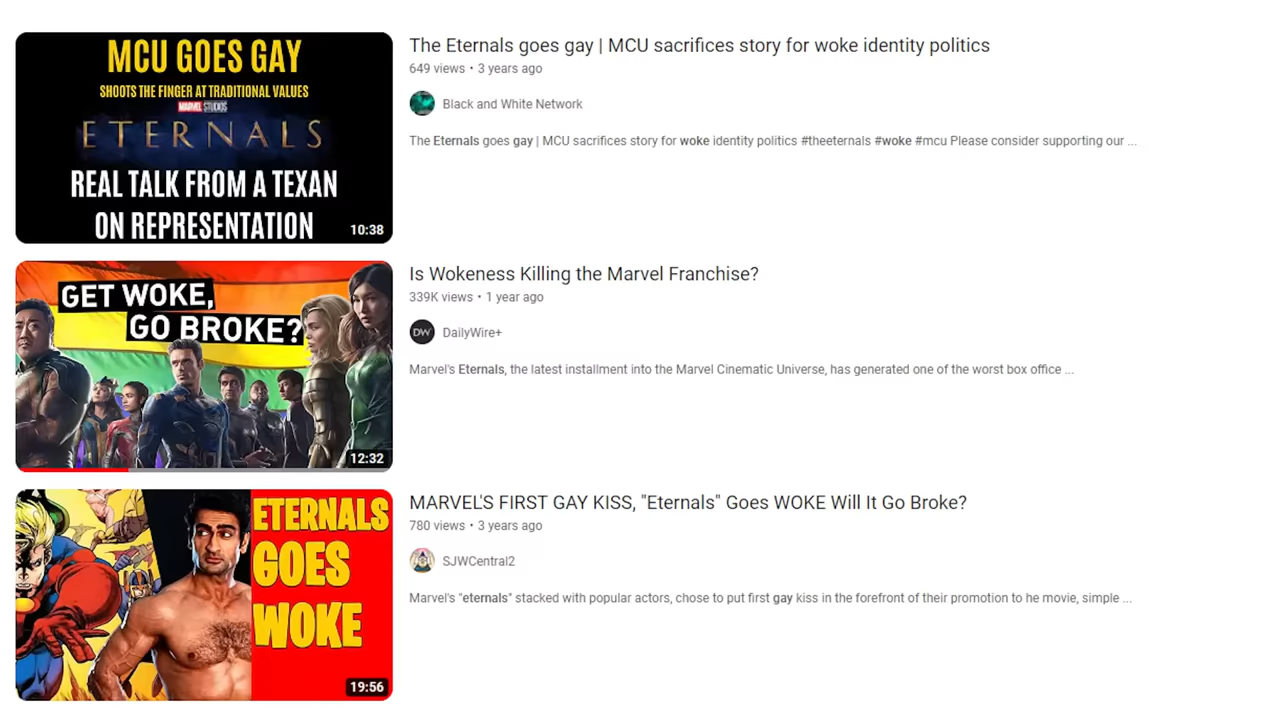 MCU GOES GAY
SHOOTS THE FINGER AT TRADITIONAL VALUES
MARVEL STUDIOS
ETERNALS
REAL TALK FROM A TEXAN
ON REPRESENTATION
10:38
The Eternals goes gay | MCU sacrifices story for woke identity politics
649 views • 3 years ago
Black and White Network
The Eternals goes gay | MCU sacrifices story for woke identity politics #theeternals #woke #mcu Please consider supporting our ...
GET WOKE,
GO BROKE?
12:32
Is Wokeness Killing the Marvel Franchise?
339K views • 1 year ago
DW
DailyWire+
Marvel's Eternals, the latest installment into the Marvel Cinematic Universe, has generated one of the worst box office ...
ETERNALS
GOES
WOKE
19:56
MARVEL'S FIRST GAY KISS, "Eternals" Goes WOKE Will It Go Broke?
780 views • 3 years ago
SJWCentral2
Marvel's "eternals" stacked with popular actors, chose to put first gay kiss in the forefront of their promotion to he movie, simple ...